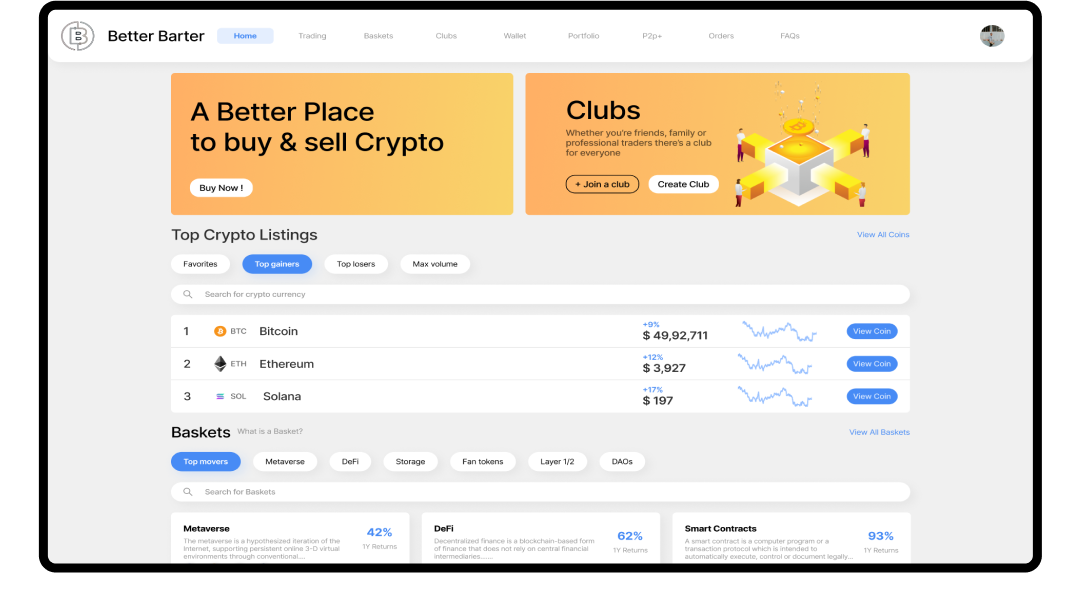 Better Barter
Home
Trading
Baskets
Clubs
Wallet
Portfolio
P2p+
Orders
FAQs
A Better Place
to buy & sell Crypto
Buy Now !
Clubs
Whether you're friends, family or
professional traders there's a club
for everyone
+ Join a club
Create Club
Top Crypto Listings
View All Coins
Favorites
Top gainers
Top losers
Max volume
Search for crypto currency
1 BTC Bitcoin
+9%
$ 49,92,711
View Coin
2 ETH Ethereum
+12%
$ 3,927
View Coin
3 SOL Solana
+17%
$ 197
View Coin
Baskets
What is a Basket?
View All Baskets
Top movers
Metaverse
DeFi
Storage
Fan tokens
Layer 1/2
DAOs
Search for Baskets
Metaverse
The metaverse is a hypothesized iteration of the
Internet, supporting persistent online 3-D virtual
environments through conventional....
42%
1Y Returns
DeFi
Decentralized finance is a blockchain-based form
of finance that does not rely on central financial
intermediaries.......
62%
1Y Returns
Smart Contracts
A smart contract is a computer program or a
transaction protocol which is intended to
automatically execute, control or document legally...
93%
1Y Returns